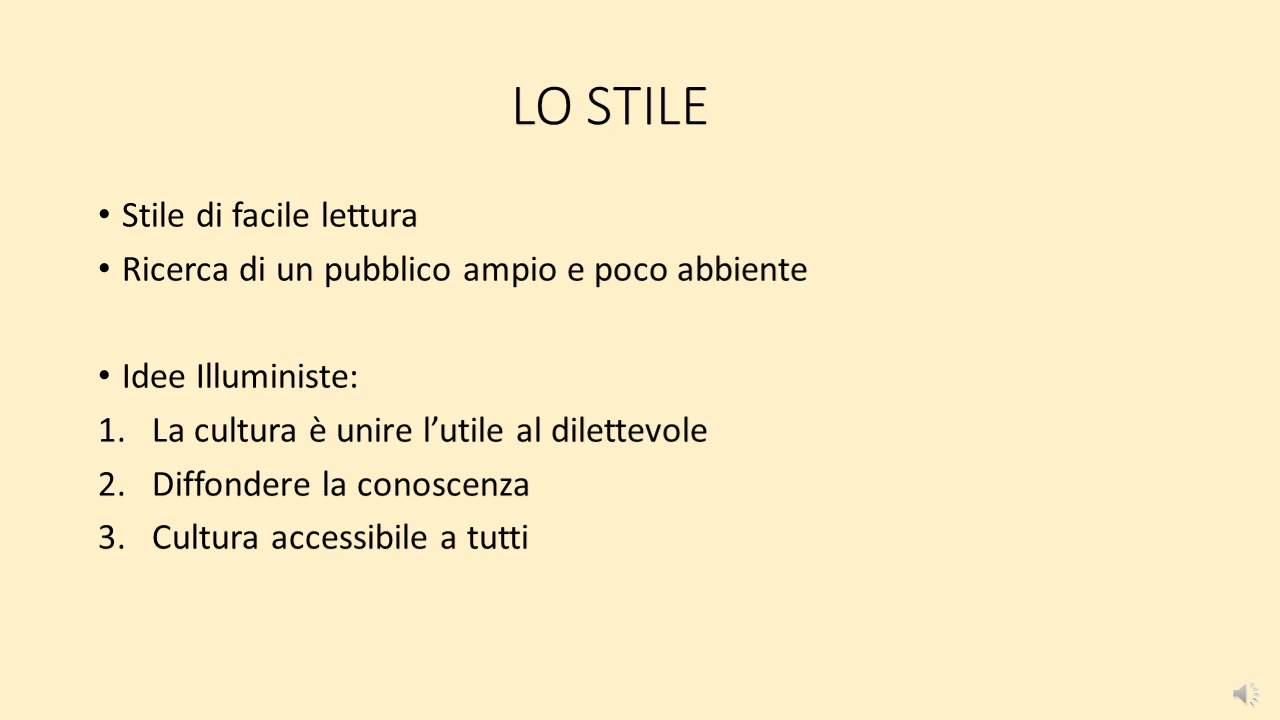 LO STILE
• Stile di facile lettura
• Ricerca di un pubblico ampio e poco abbiente
• Idee Illuministe:
1. La cultura è unire l’utile al dilettevole
2. Diffondere la conoscenza
3. Cultura accessibile a tutti